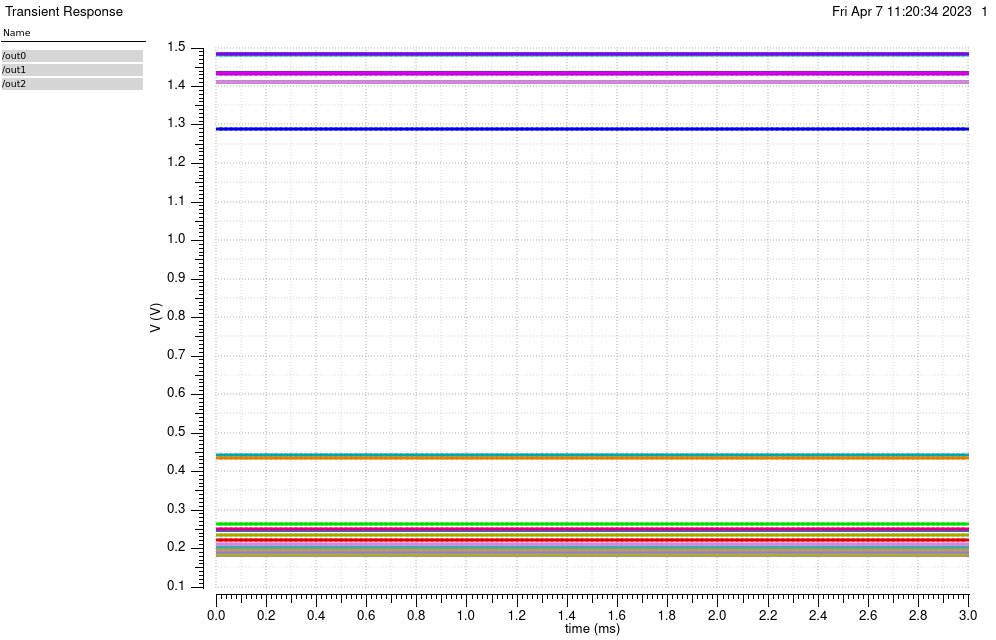 Transient Response
Fri Apr 7 11:20:34 2023 1
Name
/out0
/out1
/out2
1.5
1.4
1.3
1.2
1.1
1.0
0.9
0.8
0.7
0.6
0.5
0.4
0.3
0.2
0.1
V (V)
0.0 0.2 0.4 0.6 0.8 1.0 1.2 1.4 1.6 1.8 2.0 2.2 2.4 2.6 2.8 3.0
time (ms)